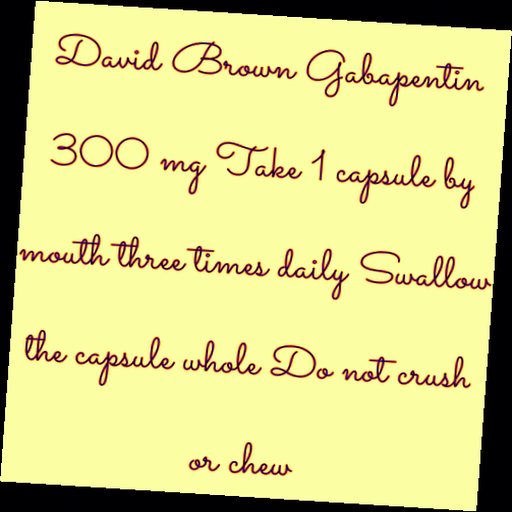 David Brown Gabapentin
300 mg Take 1 capsule by
mouth three times daily Swallow
the capsule whole Do not crush
or chew